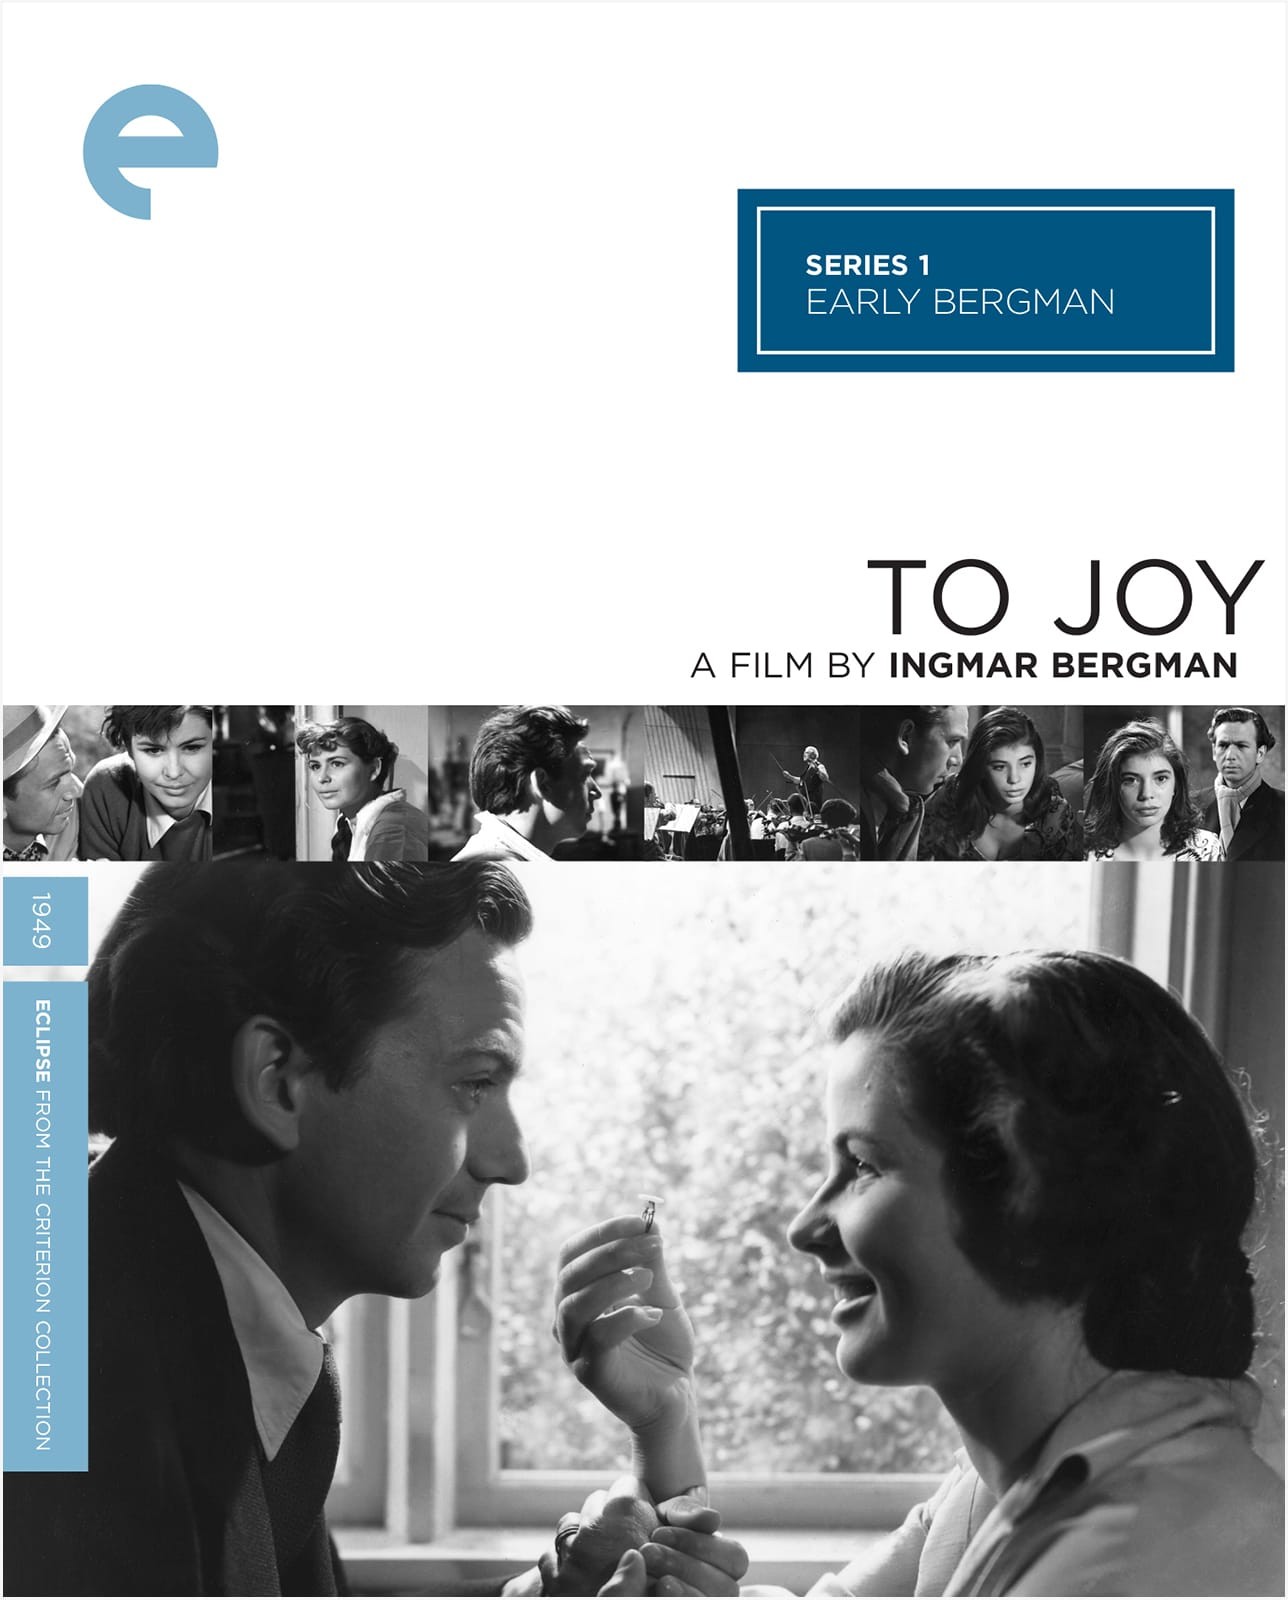 e
SERIES 1
EARLY BERGMAN
TO JOY
A FILM BY INGMAR BERGMAN
1949
ECLIPSE FROM THE CRITERION COLLECTION